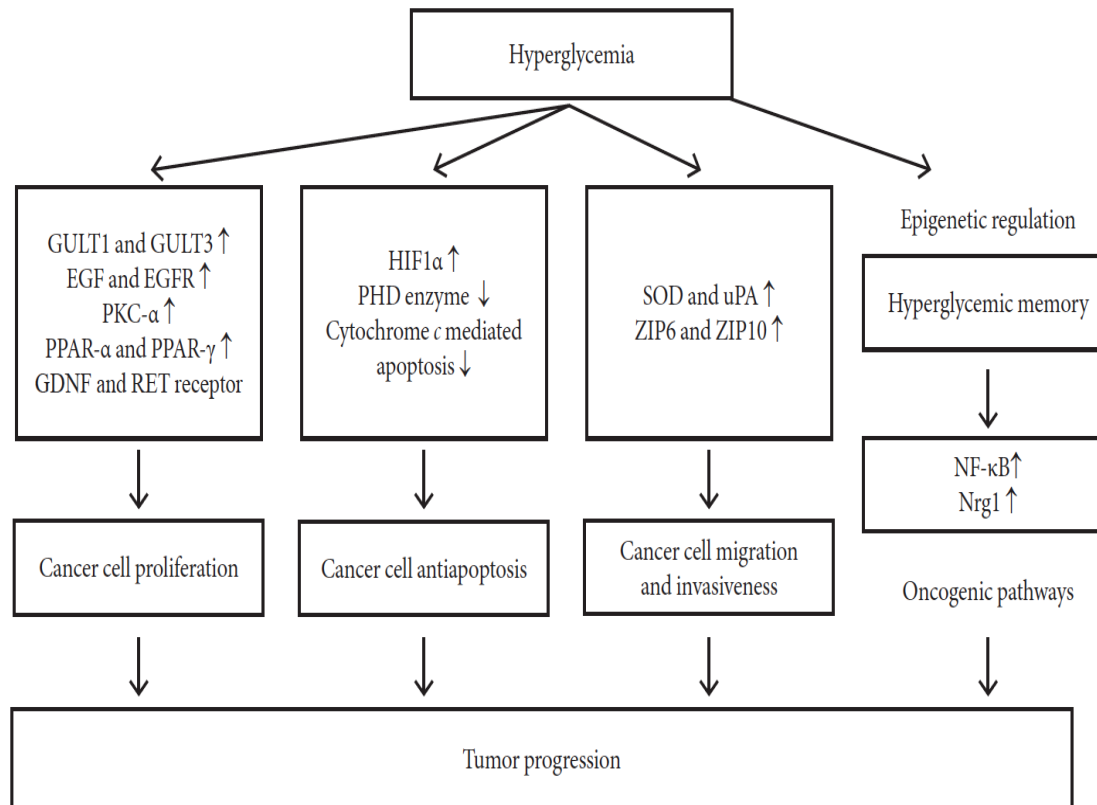 Hyperglycemia
GULT1 and GULT3 ↑
EGF and EGFR ↑
PKC-α ↑
PPAR-α and PPAR-γ ↑
GDNF and RET receptor
HIF1α ↑
PHD enzyme ↓
Cytochrome c mediated
apoptosis ↓
SOD and uPA ↑
ZIP6 and ZIP10 ↑
Epigenetic regulation
Hyperglycemic memory
NF-κB ↑
Nrg1 ↑
Cancer cell proliferation
Cancer cell antiapoptosis
Cancer cell migration
and invasiveness
Oncogenic pathways
Tumor progression